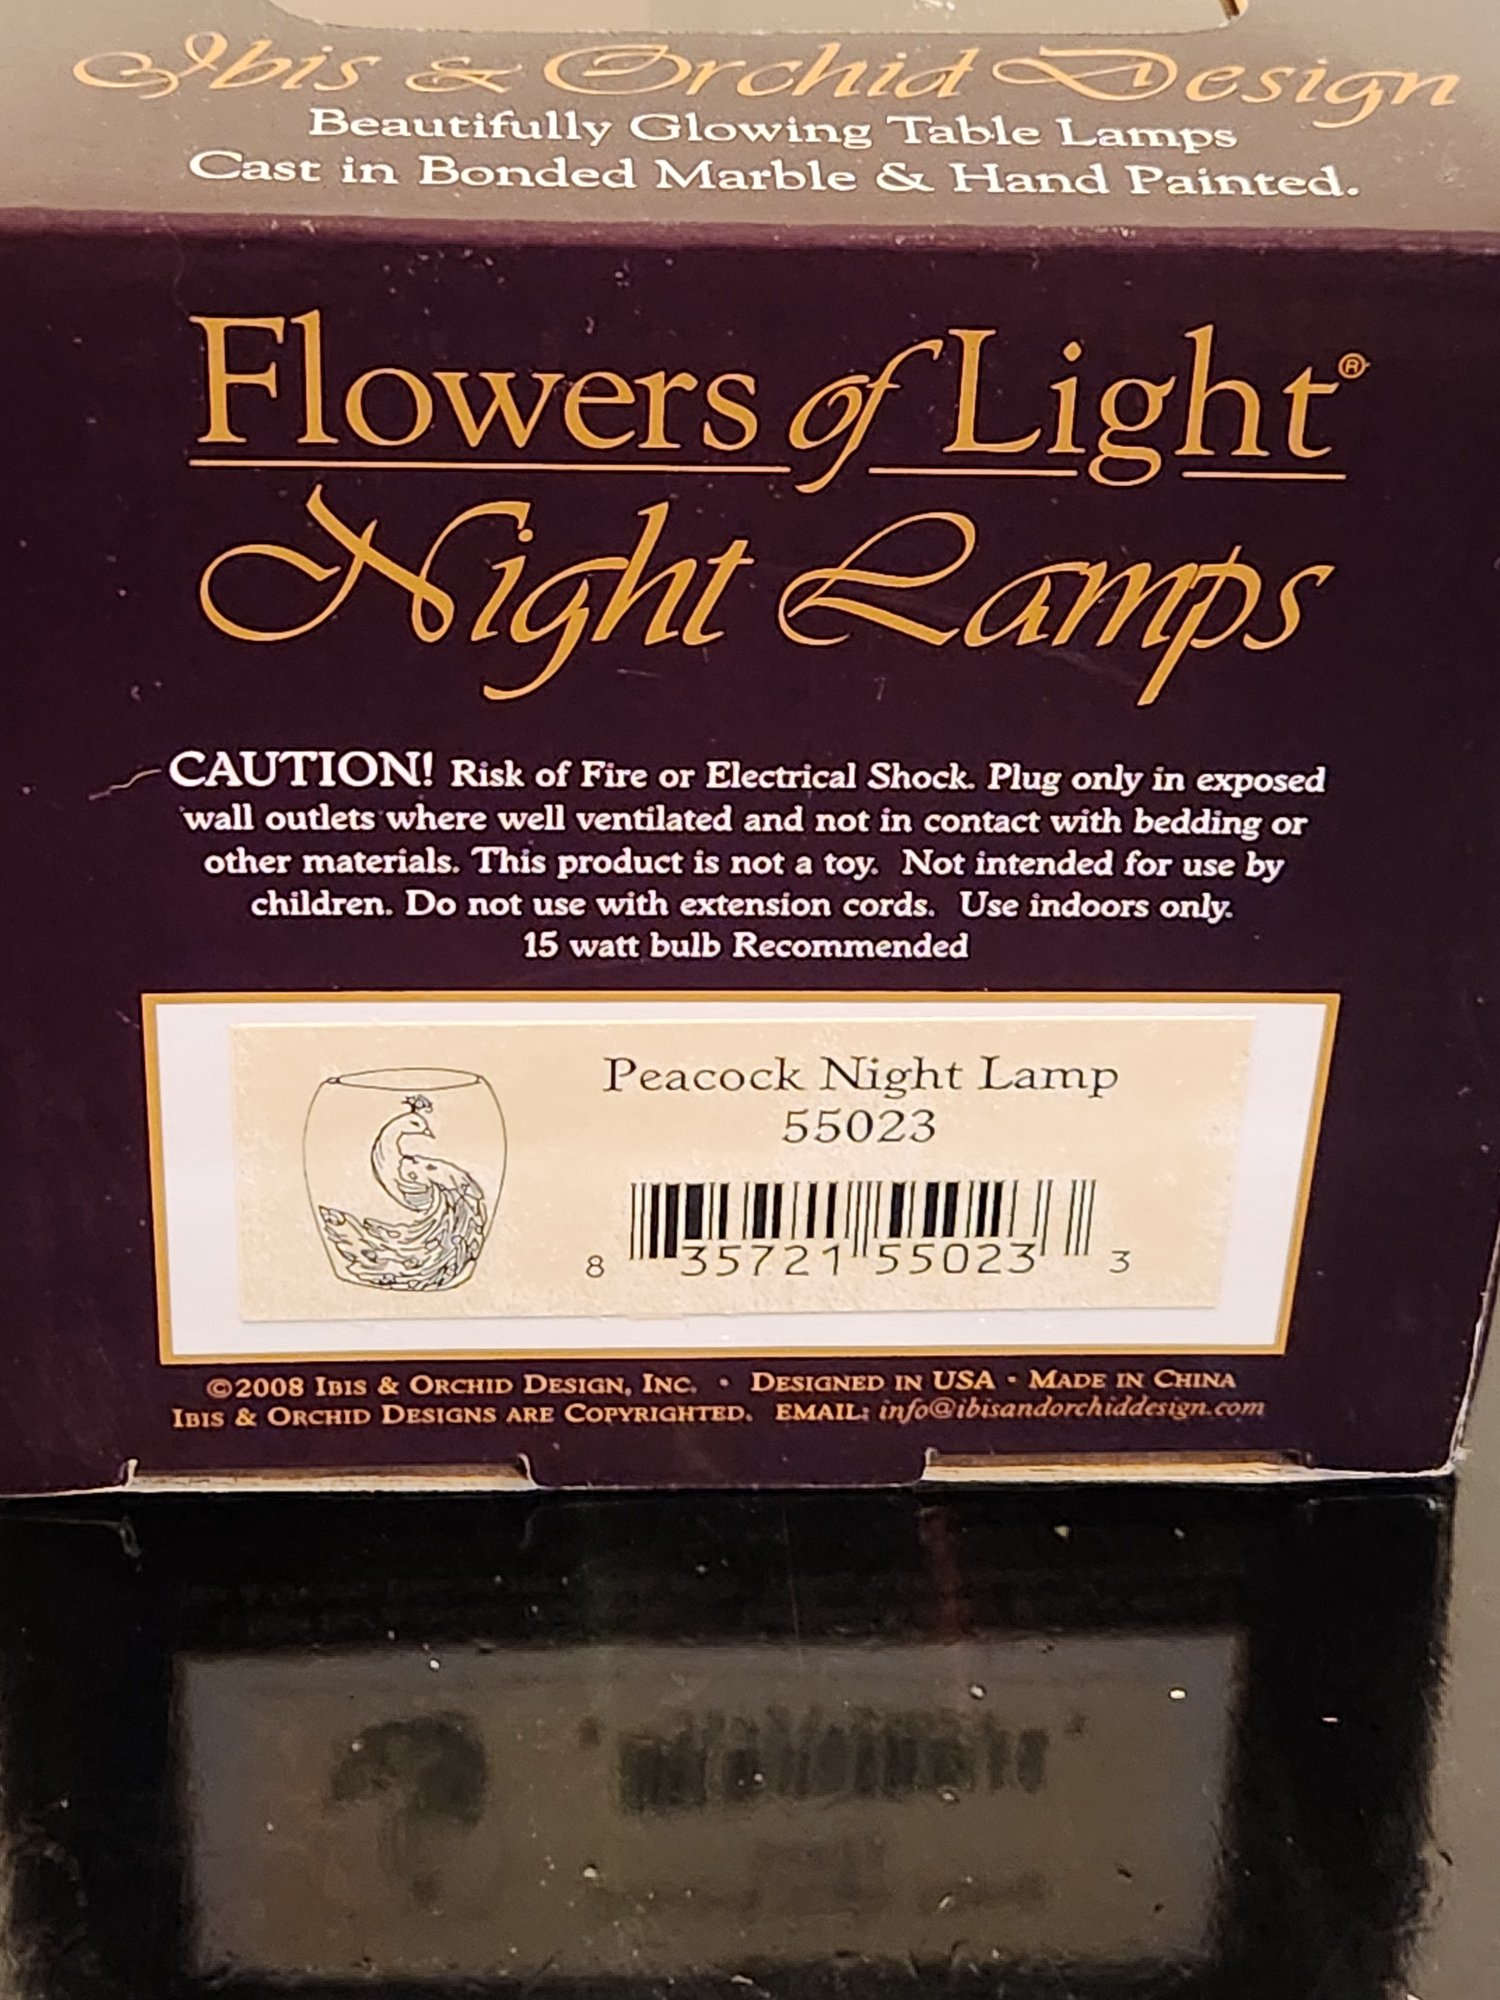 Ibis & Orchid Design
Beautifully Glowing Table Lamps
Cast in Bonded Marble & Hand Painted.
Flowers of Light®
Night Lamps
CAUTION! Risk of Fire or Electrical Shock. Plug only in exposed
wall outlets where well ventilated and not in contact with bedding or
other materials. This product is not a toy. Not intended for use by
children. Do not use with extension cords. Use indoors only.
15 watt bulb Recommended
Peacock Night Lamp
55023
8 35721 55023 3
©2008 Ibis & Orchid Design, Inc. • Designed in USA • Made in China
Ibis & Orchid Designs are Copyrighted. EMAIL: info@ibisandorchiddesign.com